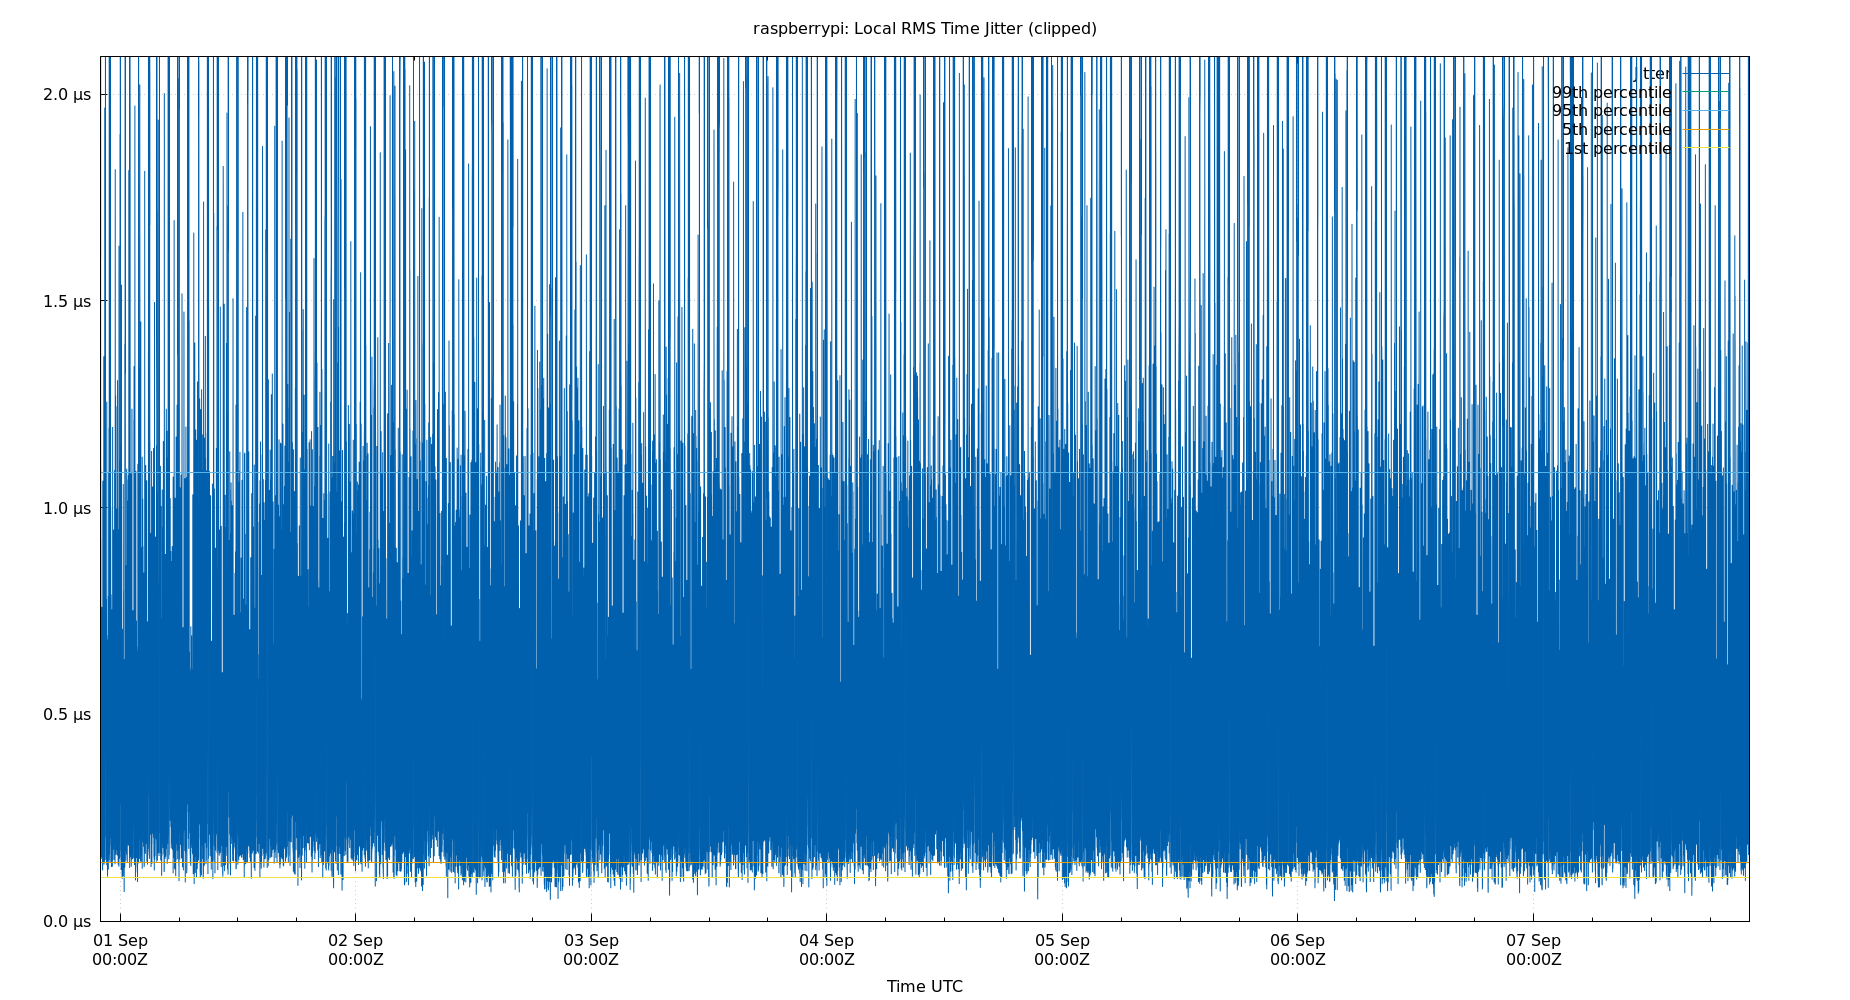 raspberrypi: Local RMS Time Jitter (clipped)
2.0 µs
1.5 µs
1.0 µs
0.5 µs
0.0 µs
jitter
99th percentile
95th percentile
5th percentile
1st percentile
01 Sep
00:00Z
02 Sep
00:00Z
03 Sep
00:00Z
04 Sep
00:00Z
05 Sep
00:00Z
06 Sep
00:00Z
07 Sep
00:00Z
Time UTC